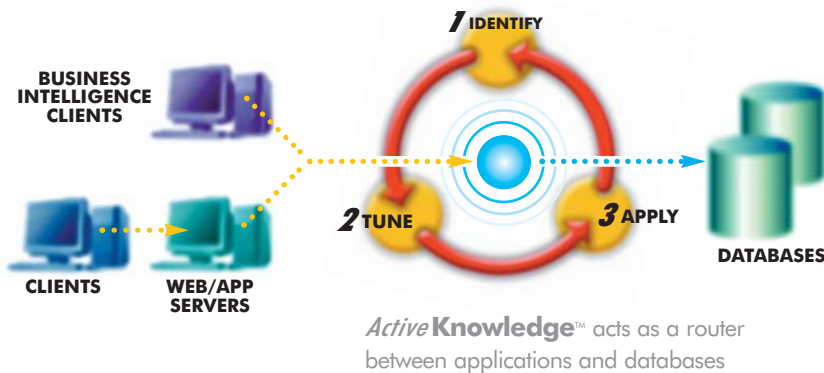 1 IDENTIFY
BUSINESS
INTELLIGENCE
CLIENTS
2 TUNE
3 APPLY
DATABASES
CLIENTS
WEB/APP
SERVERS
Active Knowledge™ acts as a router
between applications and databases